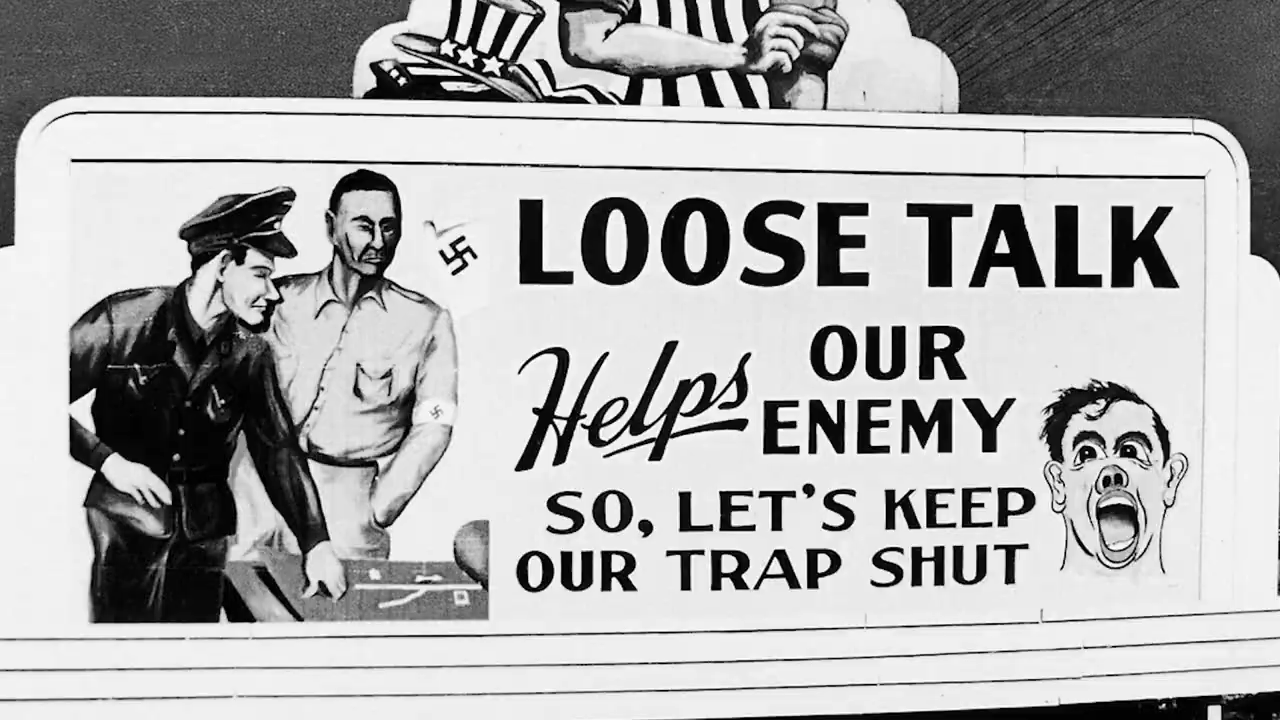 LOOSE TALK
Helps OUR
ENEMY
SO, LET'S KEEP
OUR TRAP SHUT